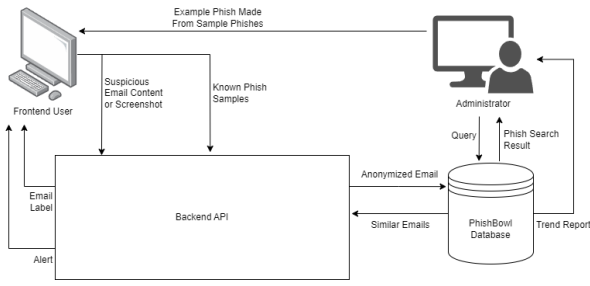 Example Phish Made
From Sample Phishes
Suspicious
Email Content
or Screenshot
Known Phish
Samples
Frontend User
Administrator
Query
Phish Search
Result
Anonymized Email
Email
Label
Backend API
Similar Emails
PhishBowl
Database
Trend Report
Alert